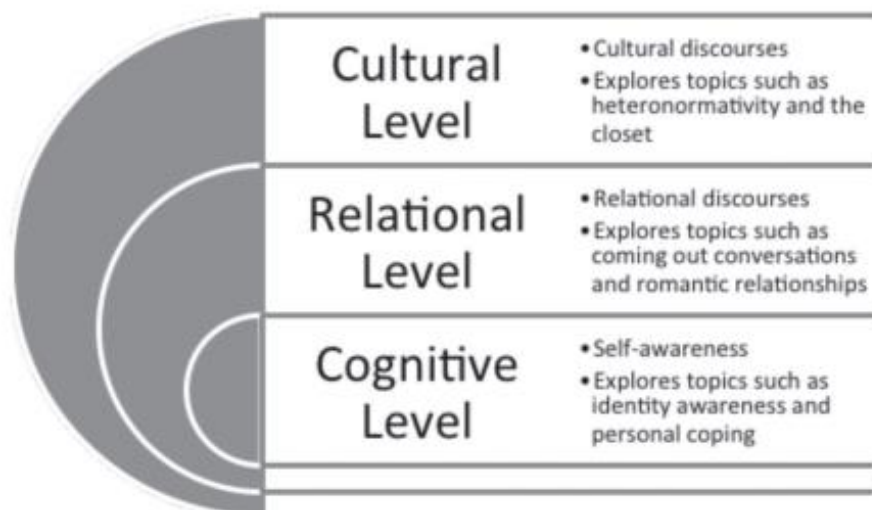 Cultural
Level
• Cultural discourses
• Explores topics such as
heteronormativity and the
closet
Relational
Level
• Relational discourses
• Explores topics such as
coming out conversations
and romantic relationships
Cognitive
Level
• Self-awareness
• Explores topics such as
identity awareness and
personal coping